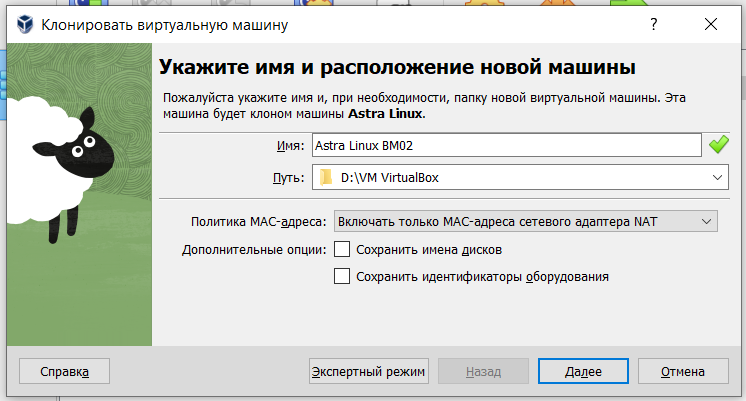 Клонировать виртуальную машину
Укажите имя и расположение новой машины
Пожалуйста укажите имя и, при необходимости, папку новой виртуальной машины. Эта
машина будет клоном машины Astra Linux.
Имя: Astra Linux BM02
Путь: D:\VM VirtualBox
Политика MAC-адреса: Включать только MAC-адреса сетевого адаптера NAT
Дополнительные опции: Сохранить имена дисков
Сохранить идентификаторы оборудования
Справка Экспертный режим Назад Далее Отмена